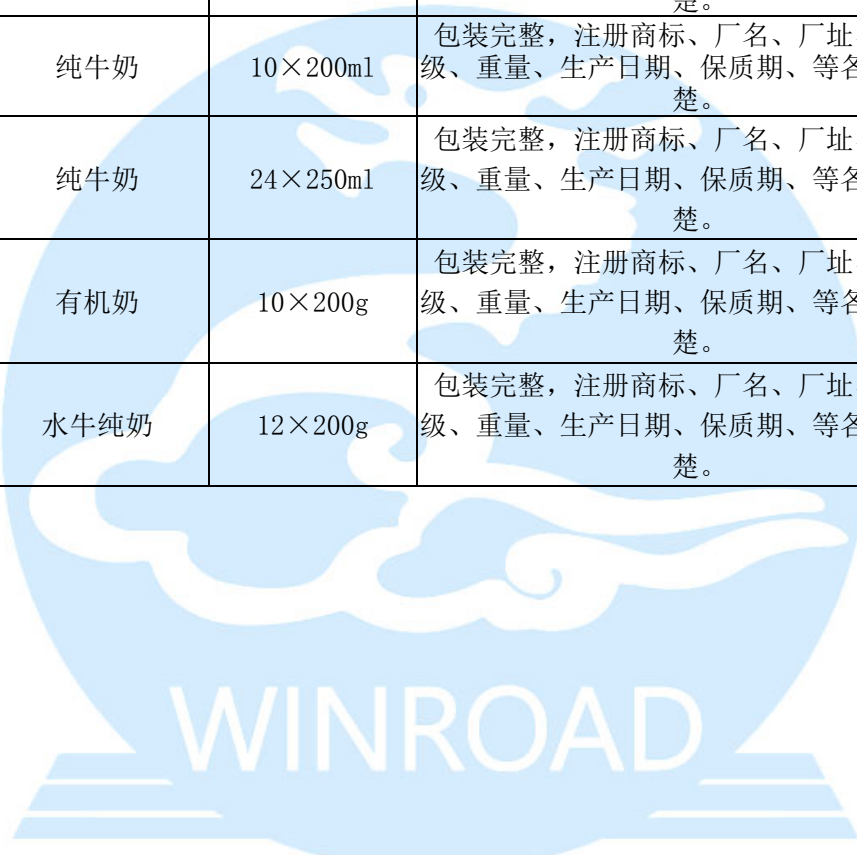 楚。
包装完整，注册商标、厂名、厂址
纯牛奶 10×200ml 级、重量、生产日期、保质期、等各
楚。
包装完整，注册商标、厂名、厂址
纯牛奶 24×250ml 级、重量、生产日期、保质期、等各
楚。
包装完整，注册商标、厂名、厂址
有机奶 10×200g 级、重量、生产日期、保质期、等各
楚。
包装完整，注册商标、厂名、厂址
水牛纯奶 12×200g 级、重量、生产日期、保质期、等各
楚。
WINROAD